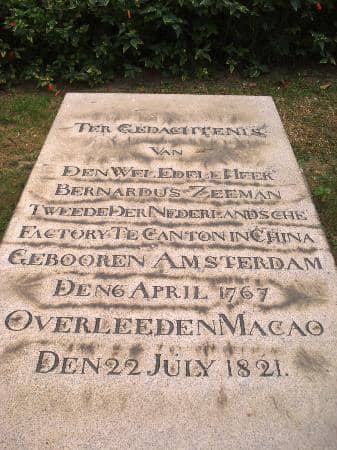 TER GEDACHTENIS
VAN
DEN WEL EDELE HEER
BERNARDUS ZEEMAN
TWEEDE DER NEDERLANDSCHE
FACTORY TE CANTON IN CHINA
GEBOOREN AMSTERDAM
DEN 6 APRIL 1767
OVERLEEDEN MACAO
DEN 22 JULY 1821.